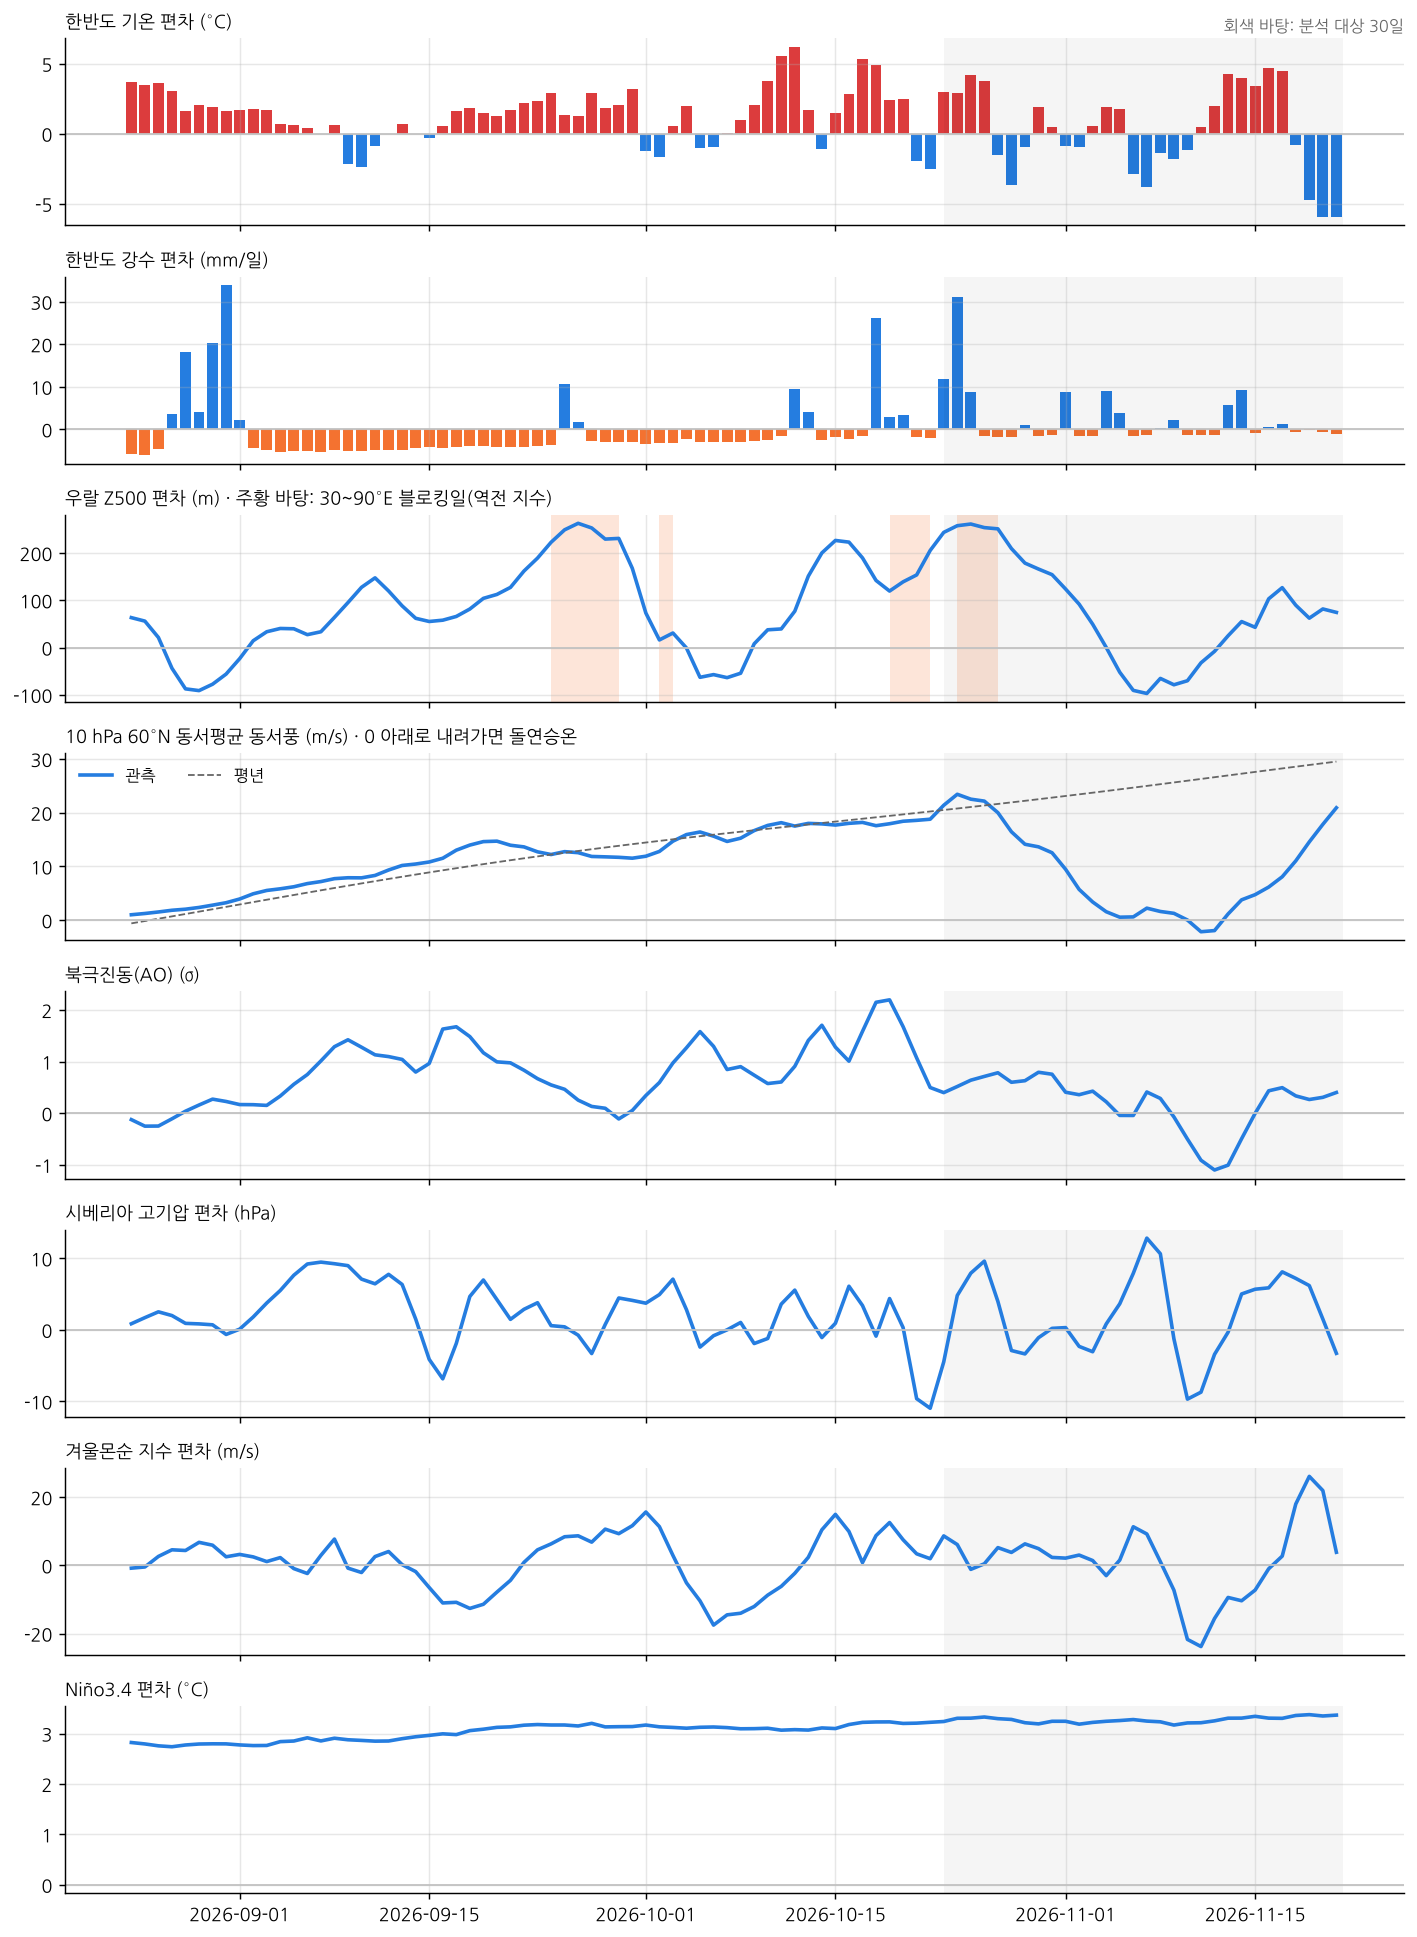 한반도 기온 편차 (°C)
회색 바탕: 분석 대상 30일
5
0
-5
한반도 강수 편차 (mm/일)
30
20
10
0
우랄 Z500 편차 (m) · 주황 바탕: 30~90°E 블로킹일(역전 지수)
200
100
0
-100
10 hPa 60°N 동서평균 동서풍 (m/s) · 0 아래로 내려가면 돌연승온
30
관측
평년
20
10
0
북극진동(AO) (σ)
2
1
0
-1
시베리아 고기압 편차 (hPa)
10
0
-10
겨울몬순 지수 편차 (m/s)
20
0
-20
Niño3.4 편차 (°C)
3
2
1
0
2026-09-01 2026-09-15 2026-10-01 2026-10-15 2026-11-01 2026-11-15